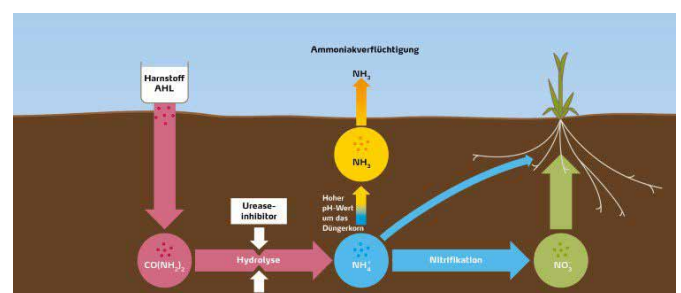 Ammoniakverflüchtigung
NH₃
Harnstoff
AHL
NH₃
Hoher
pH-Wert
um das
Düngerkorn
Urease-
inhibitor
CO(NH₂)₂
Hydrolyse
NH₄⁺
Nitrifikation
NO₃⁻